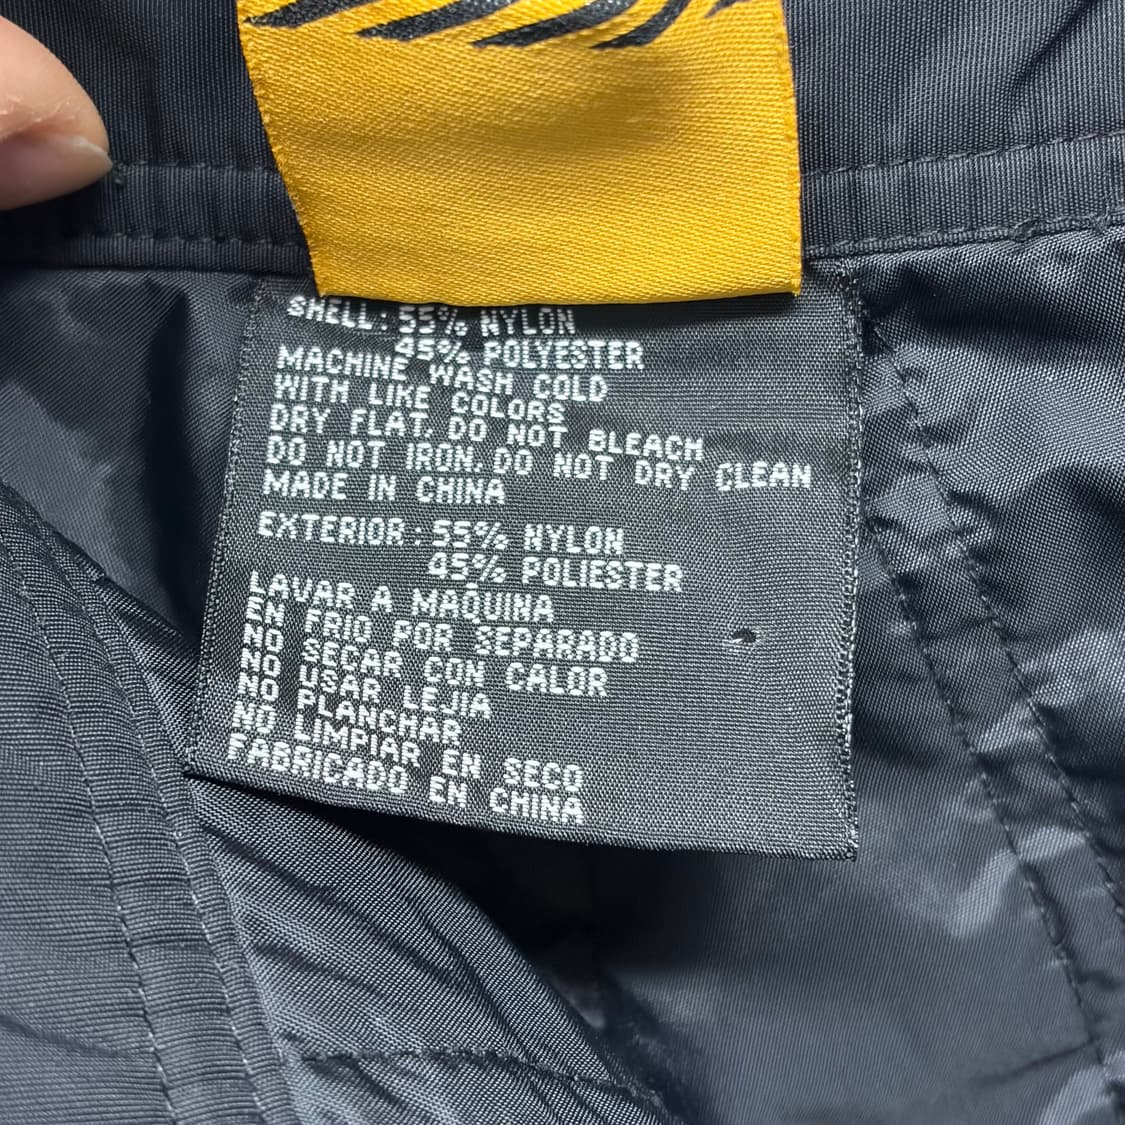 SHELL: 55% NYLON
45% POLYESTER
MACHINE WASH COLD
WITH LIKE COLORS
DRY FLAT. DO NOT BLEACH
DO NOT IRON. DO NOT DRY CLEAN
MADE IN CHINA
EXTERIOR: 55% NYLON
45% POLIESTER
LAVAR A MAQUINA
EN FRIO POR SEPARADO
NO SECAR CON CALOR
NO USAR LEJIA
NO PLANCHAR
NO LIMPIAR EN SECO
FABRICADO EN CHINA